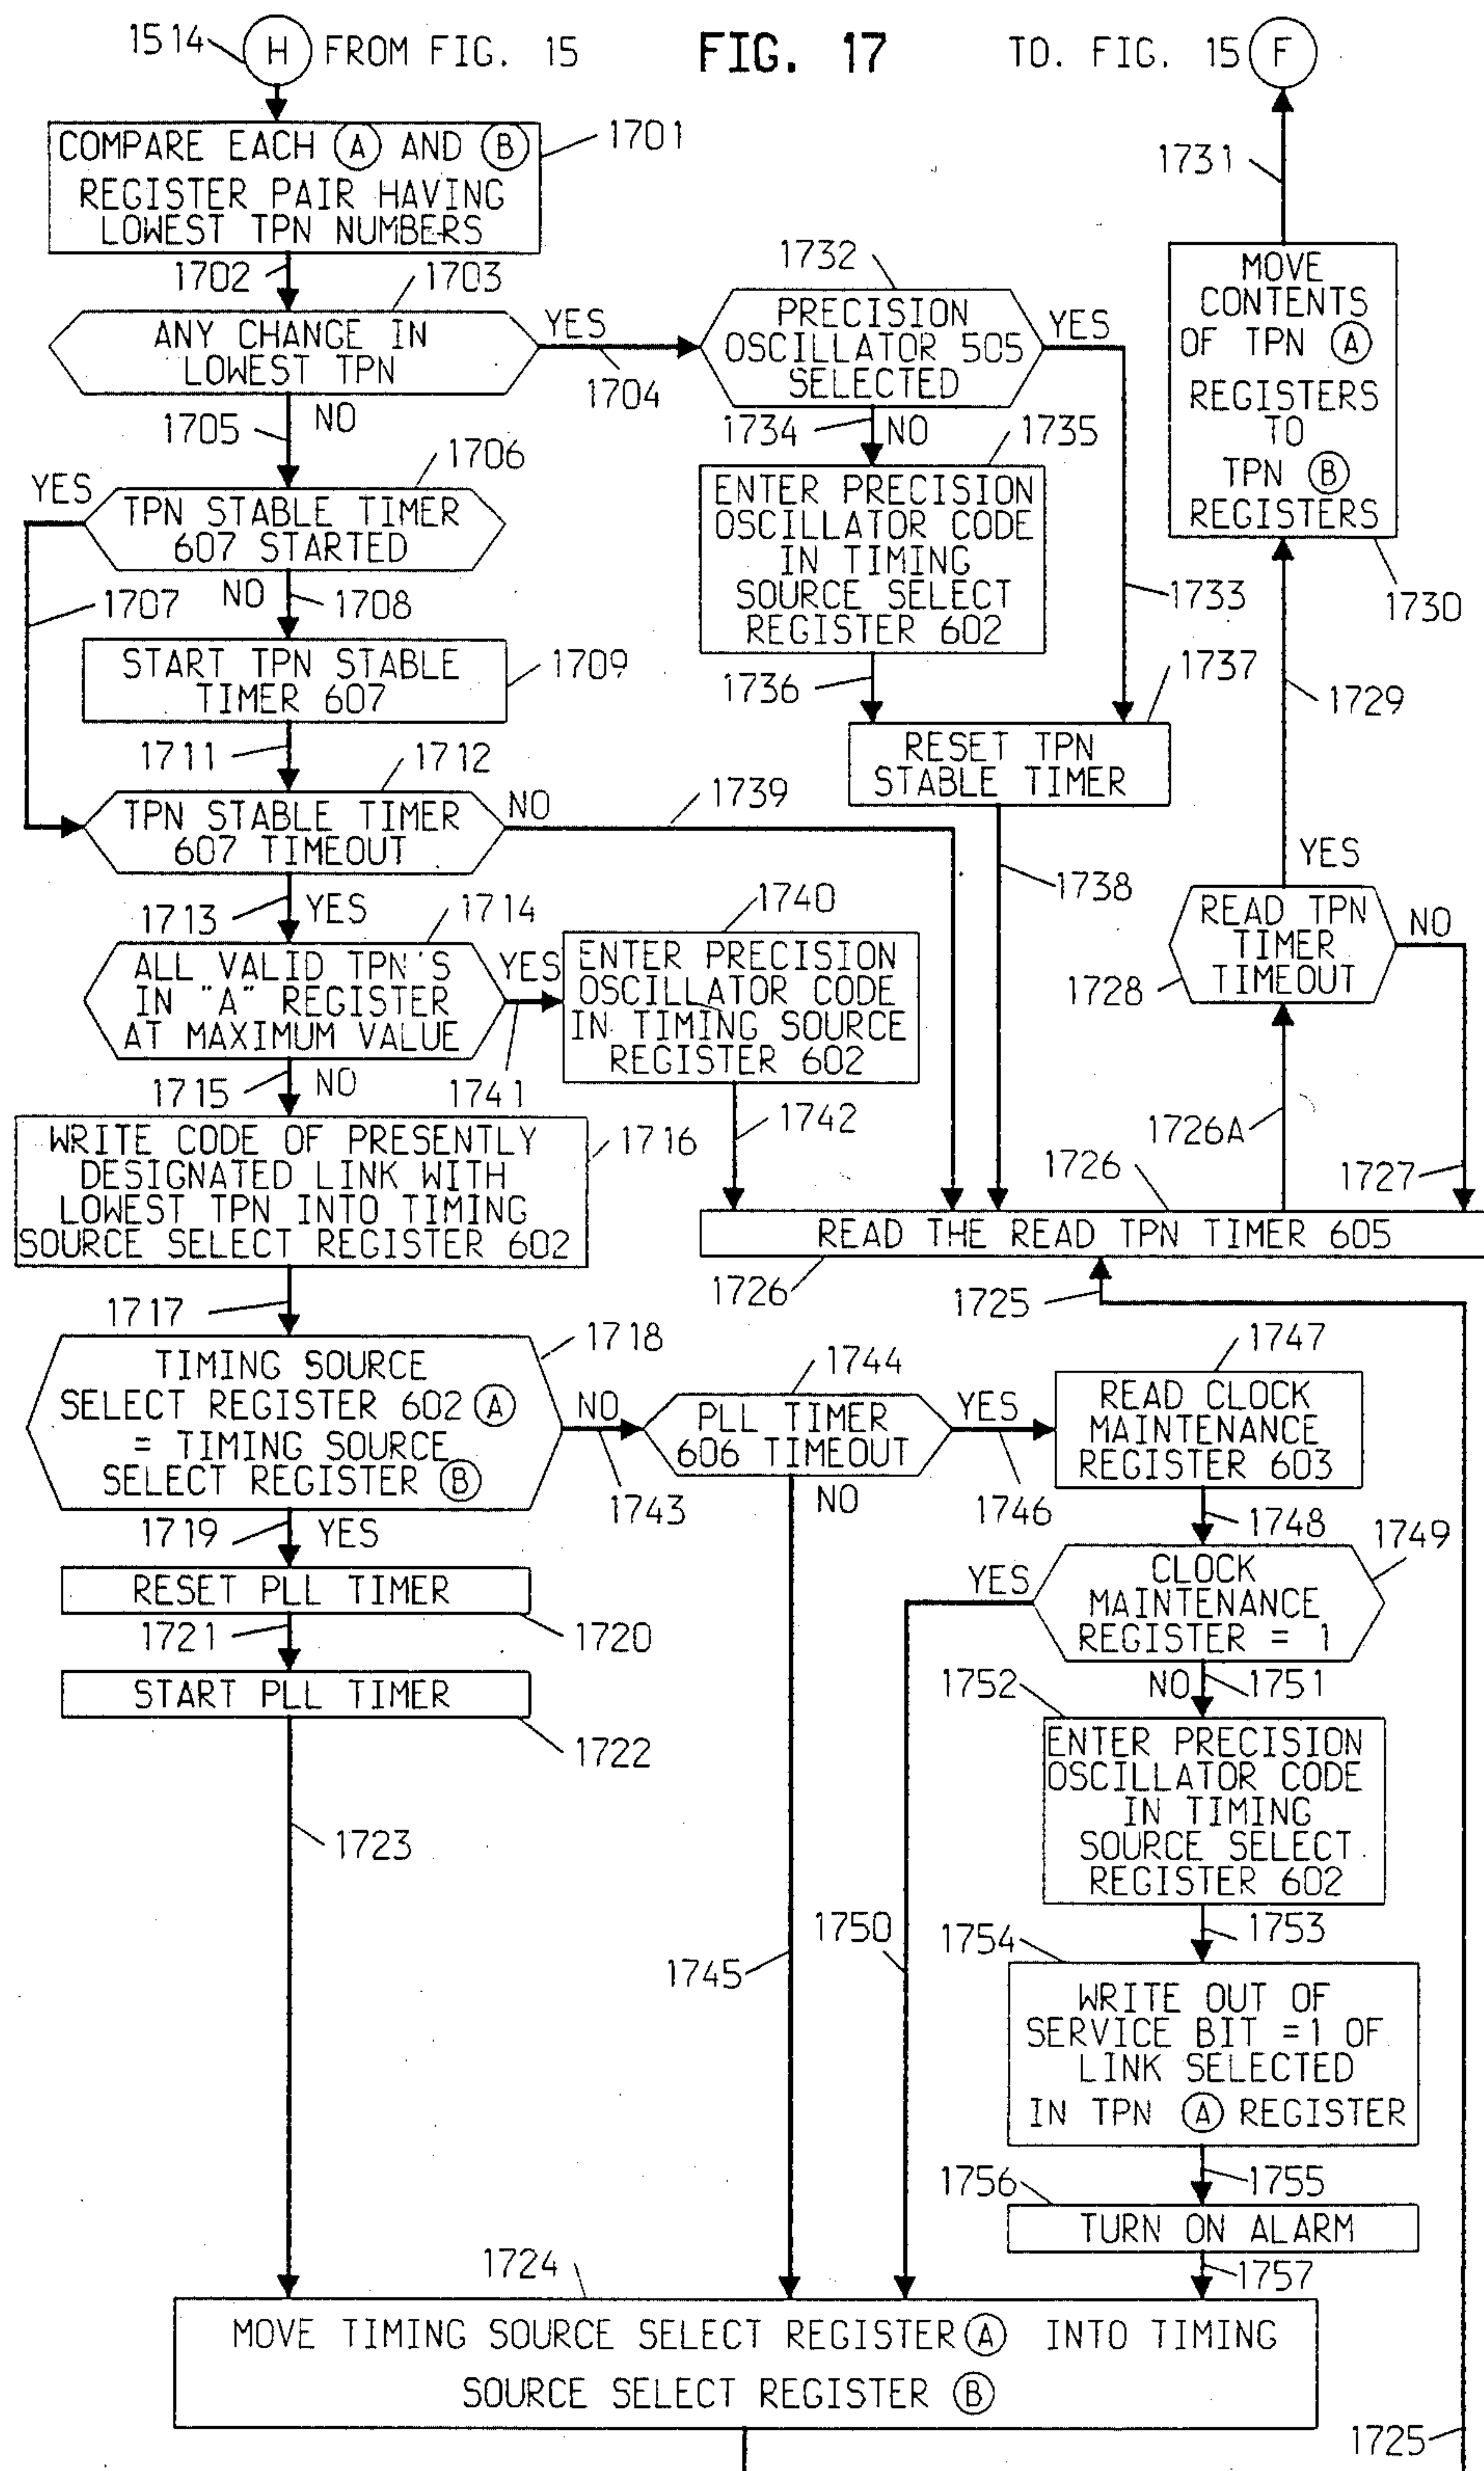 1514
H
FROM FIG. 15
FIG. 17
TO. FIG. 15
F
COMPARE EACH A AND B
REGISTER PAIR HAVING
LOWEST TPN NUMBERS
1701
1702
1703
ANY CHANGE IN
LOWEST TPN
YES
1704
1705
NO
1706
YES
TPN STABLE TIMER
607 STARTED
1707
NO
1708
START TPN STABLE
TIMER 607
1709
1711
1712
TPN STABLE TIMER
607 TIMEOUT
NO
1739
1713
YES
1714
ALL VALID TPN'S
IN "A" REGISTER
AT MAXIMUM VALUE
YES
1741
1740
ENTER PRECISION
OSCILLATOR CODE
IN TIMING SOURCE
REGISTER 602
1742
1715
NO
WRITE CODE OF PRESENTLY
DESIGNATED LINK WITH
LOWEST TPN INTO TIMING
SOURCE SELECT REGISTER 602
1716
1717
1718
TIMING SOURCE
SELECT REGISTER 602 A
= TIMING SOURCE
SELECT REGISTER B
NO
1743
1719
YES
RESET PLL TIMER
1720
1721
START PLL TIMER
1722
1723
1732
PRECISION
OSCILLATOR 505
SELECTED
YES
1733
1734
NO
1735
ENTER PRECISION
OSCILLATOR CODE
IN TIMING
SOURCE SELECT
REGISTER 602
1736
1737
RESET TPN
STABLE TIMER
1738
1731
MOVE
CONTENTS
OF TPN A
REGISTERS
TO
TPN B
REGISTERS
1730
1729
YES
READ TPN
TIMER
TIMEOUT
NO
1728
1726A
1727
1726
READ THE READ TPN TIMER 605
1726
1725
1744
PLL TIMER
606 TIMEOUT
YES
1746
NO
1745
1747
READ CLOCK
MAINTENANCE
REGISTER 603
1748
1749
CLOCK
MAINTENANCE
REGISTER = 1
YES
1750
NO
1751
1752
ENTER PRECISION
OSCILLATOR CODE
IN TIMING
SOURCE SELECT
REGISTER 602
1753
1754
WRITE OUT OF
SERVICE BIT =1 OF
LINK SELECTED
IN TPN A REGISTER
1755
1756
TURN ON ALARM
1757
1724
MOVE TIMING SOURCE SELECT REGISTER A INTO TIMING
SOURCE SELECT REGISTER B
1725